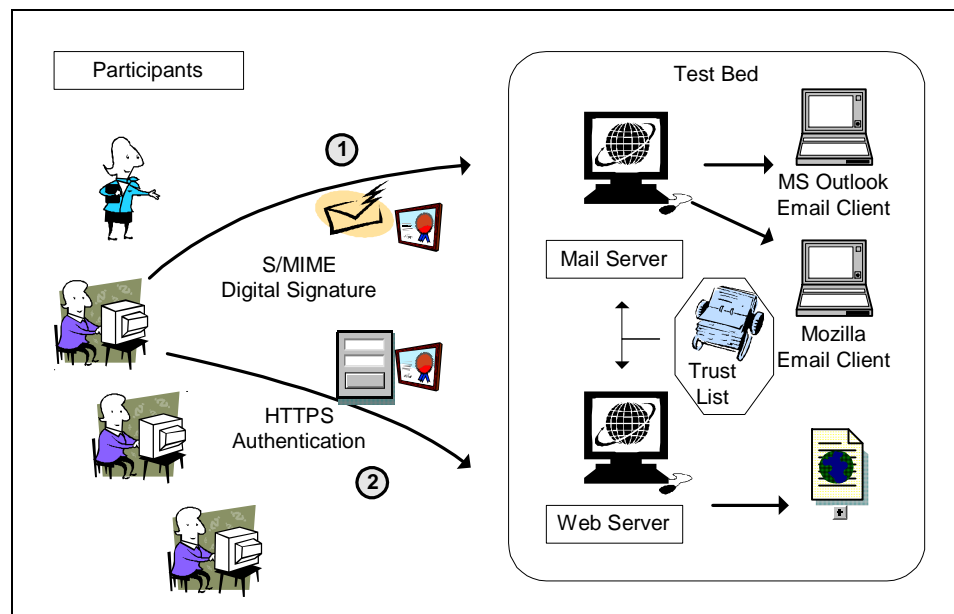 Participants
Test Bed
1
MS Outlook
Email Client
S/MIME
Digital Signature
Mail Server
Mozilla
Email Client
Trust
List
HTTPS
Authentication
2
Web Server